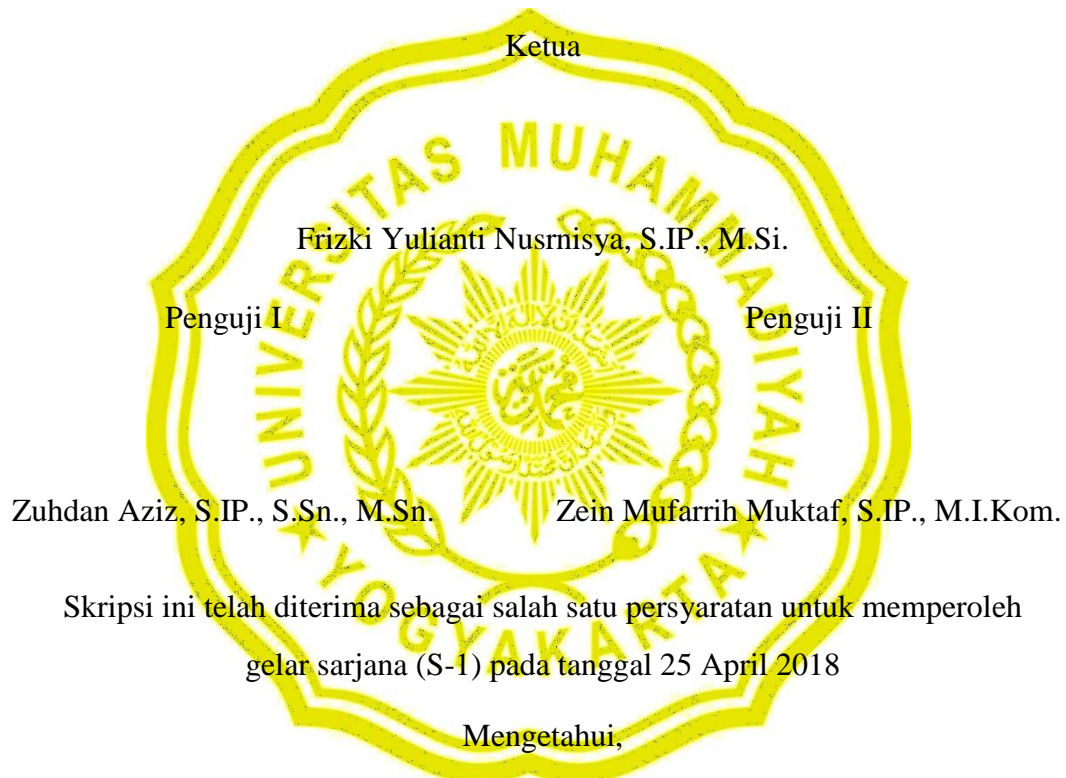 Ketua
UNIVERSITAS MUHAMMADIYAH
Frizki Yulianti Nusrnisya, S.IP., M.Si.
Penguji I Penguji II
Zuhdan Aziz, S.IP., S.Sn., M.Sn. Zein Mufarrih Muktaf, S.IP., M.I.Kom.
YOGYAKARTA
Skripsi ini telah diterima sebagai salah satu persyaratan untuk memperoleh
gelar sarjana (S-1) pada tanggal 25 April 2018
Mengetahui,